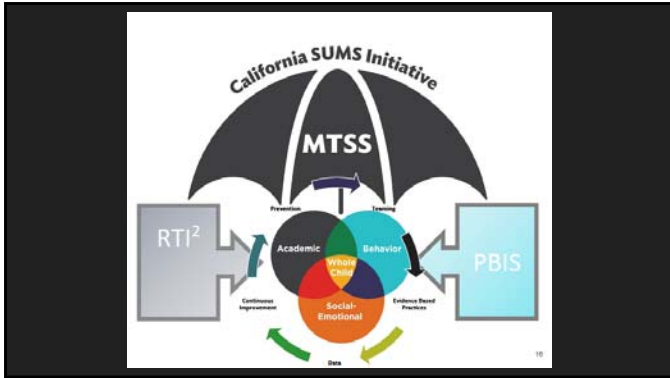 California SUMS Initiative
MTSS
Prevention
Teaming
RTI²
Academic
Behavior
PBIS
Whole
Child
Continuous
Improvement
Social-
Emotional
Evidence Based
Practices
Data
16